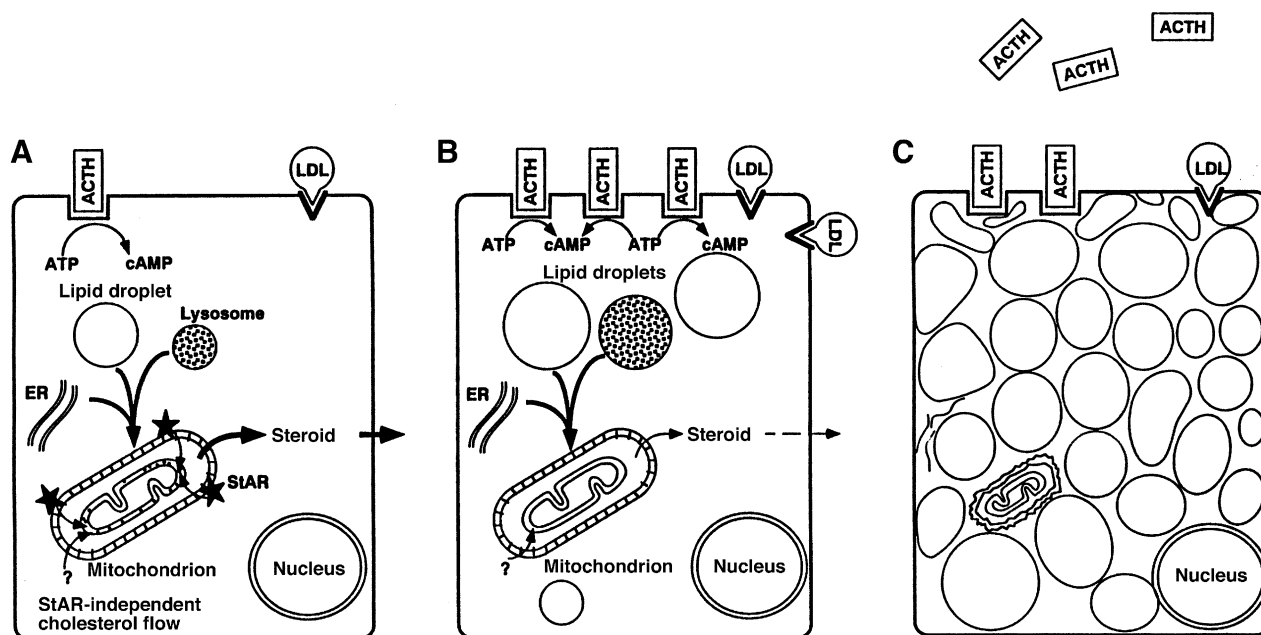 ACTH
ACTH
ACTH
A
ACTH
LDL
ATP
cAMP
Lipid droplet
Lysosome
ER
Steroid
StAR
?
Mitochondrion
StAR-independent
cholesterol flow
Nucleus
B
ACTH
ACTH
ACTH
LDL
LDL
ATP
cAMP
ATP
cAMP
Lipid droplets
ER
Steroid
?
Mitochondrion
Nucleus
C
ACTH
ACTH
LDL
Nucleus